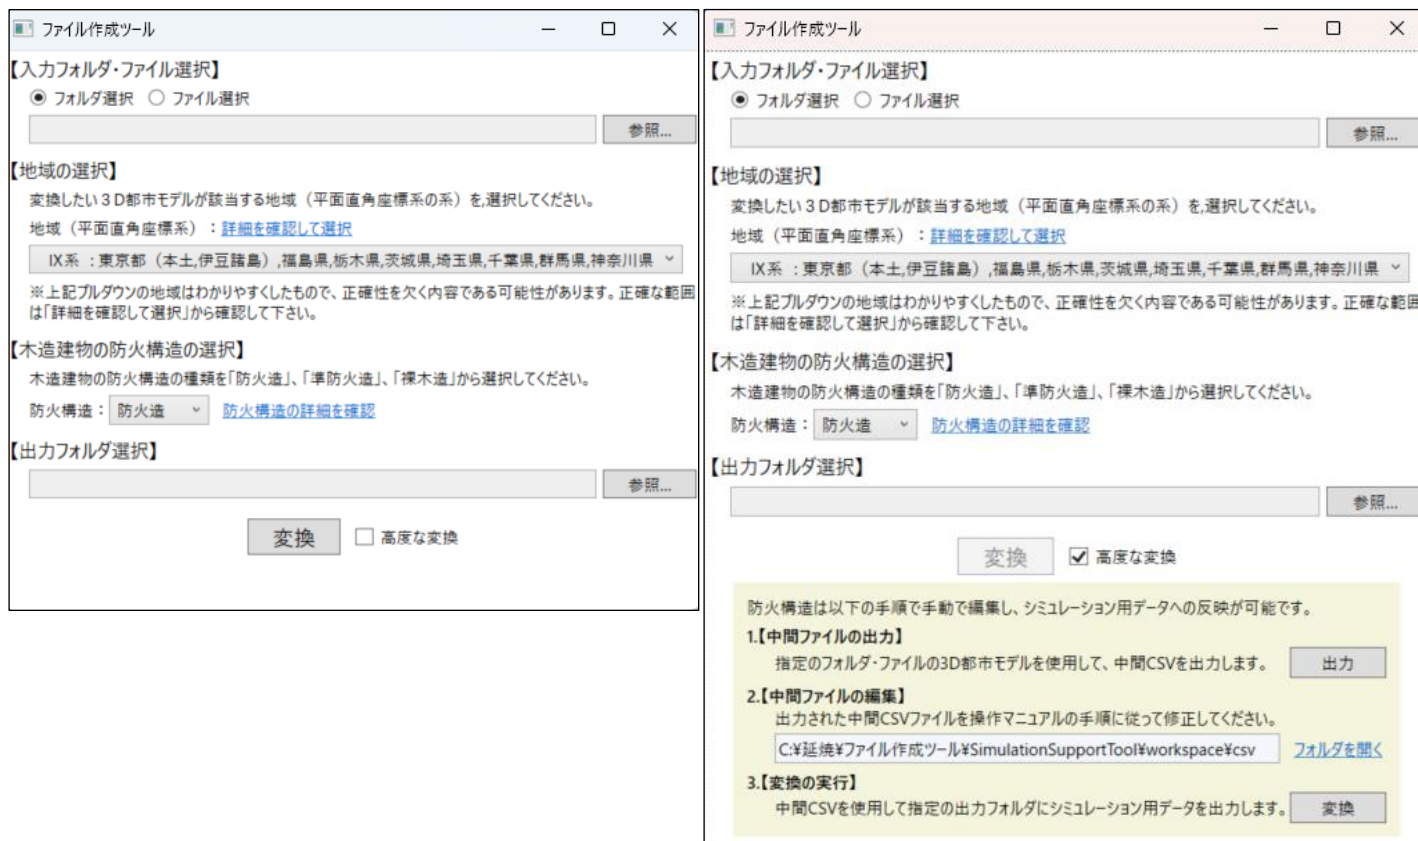 ファイル作成ツール
【入力フォルダ・ファイル選択】
フォルダ選択 ファイル選択
参照...
【地域の選択】
変換したい3D都市モデルが該当する地域（平面直角座標系の系）を,選択してください。
地域（平面直角座標系）：詳細を確認して選択
IX系 ：東京都（本土,伊豆諸島）,福島県,栃木県,茨城県,埼玉県,千葉県,群馬県,神奈川県
※上記プルダウンの地域はわかりやすくしたもので、正確性を欠く内容である可能性があります。正確な範囲
は「詳細を確認して選択」から確認して下さい。
【木造建物の防火構造の選択】
木造建物の防火構造の種類を「防火造」、「準防火造」、「裸木造」から選択してください。
防火構造： 防火造 防火構造の詳細を確認
【出力フォルダ選択】
参照...
変換 高度な変換
ファイル作成ツール
【入力フォルダ・ファイル選択】
フォルダ選択 ファイル選択
参照...
【地域の選択】
変換したい3D都市モデルが該当する地域（平面直角座標系の系）を,選択してください。
地域（平面直角座標系）：詳細を確認して選択
IX系 ：東京都（本土,伊豆諸島）,福島県,栃木県,茨城県,埼玉県,千葉県,群馬県,神奈川県
※上記プルダウンの地域はわかりやすくしたもので、正確性を欠く内容である可能性があります。正確な範囲
は「詳細を確認して選択」から確認して下さい。
【木造建物の防火構造の選択】
木造建物の防火構造の種類を「防火造」、「準防火造」、「裸木造」から選択してください。
防火構造： 防火造 防火構造の詳細を確認
【出力フォルダ選択】
参照...
変換 高度な変換
防火構造は以下の手順で手動で編集し、シミュレーション用データへの反映が可能です。
1.【中間ファイルの出力】
指定のフォルダ・ファイルの3D都市モデルを使用して、中間CSVを出力します。 出力
2.【中間ファイルの編集】
出力された中間CSVファイルを操作マニュアルの手順に従って修正してください。
C:¥延焼¥ファイル作成ツール¥SimulationSupportTool¥workspace¥csv フォルダを開く
3.【変換の実行】
中間CSVを使用して指定の出力フォルダにシミュレーション用データを出力します。 変換